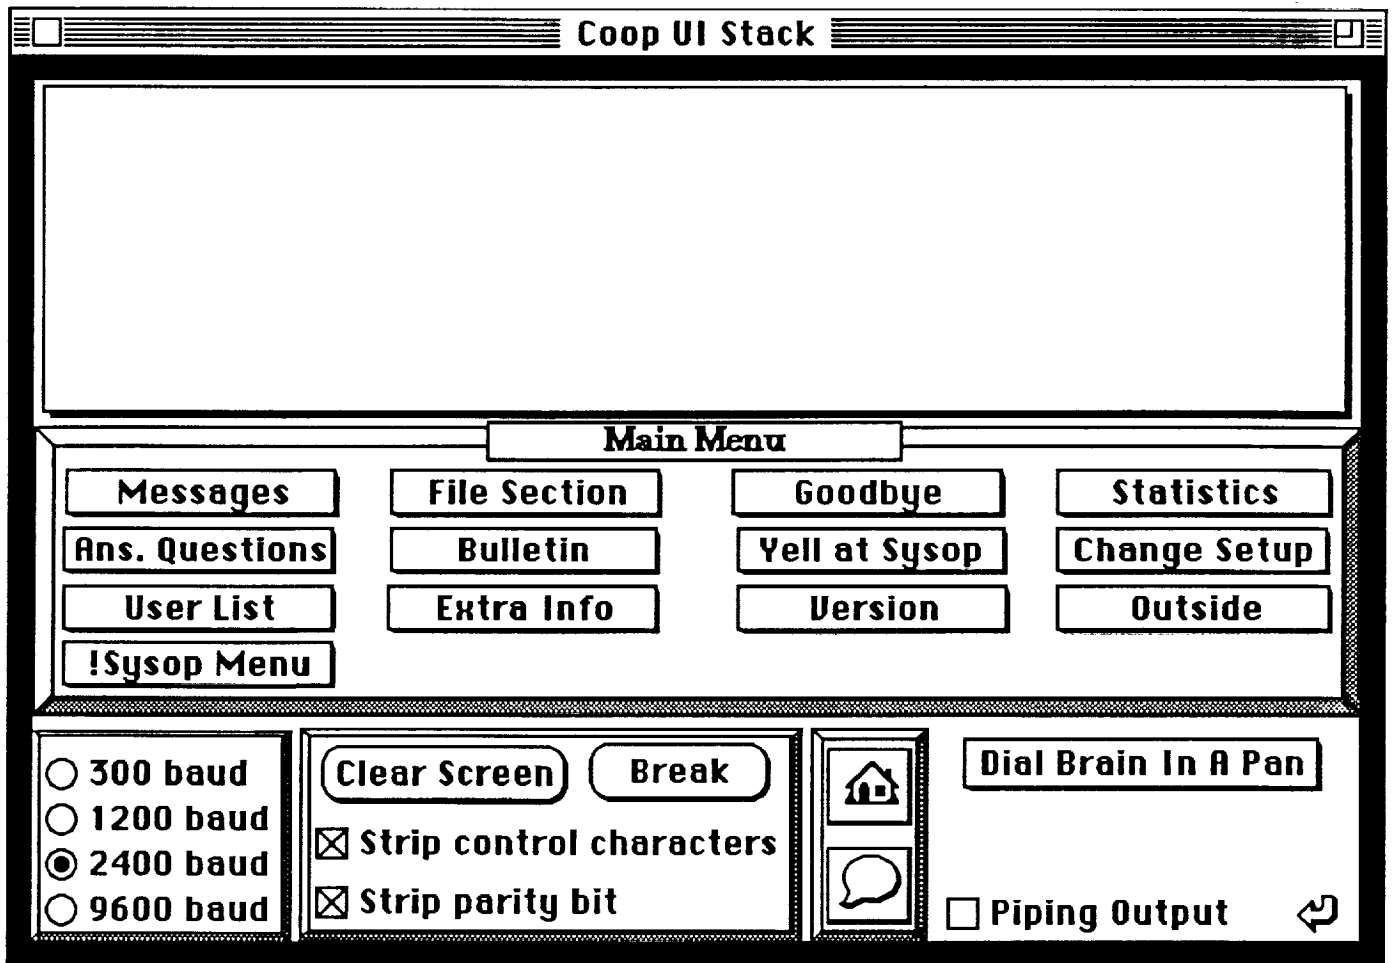 Coop UI Stack
Main Menu
Messages File Section Goodbye Statistics
Ans. Questions Bulletin Yell at Sysop Change Setup
User List Extra Info Version Outside
!Sysop Menu
300 baud
1200 baud
2400 baud
9600 baud
Clear Screen Break
Strip control characters
Strip parity bit
Dial Brain In A Pan
Piping Output